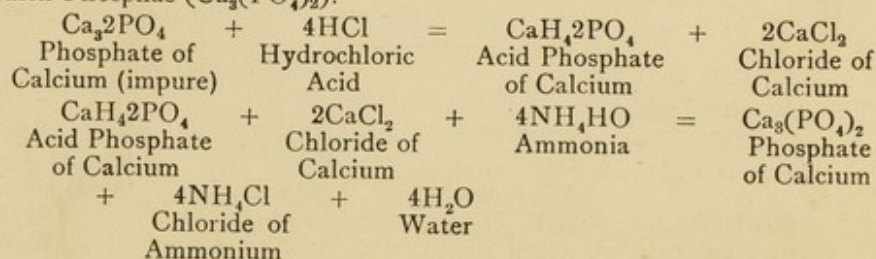 Ca₃2PO₄ + 4HCl = CaH₄2PO₄ + 2CaCl₂
Phosphate of Hydrochloric Acid Phosphate Chloride of
Calcium (impure) Acid of Calcium Calcium
CaH₄2PO₄ + 2CaCl₂ + 4NH₄HO = Ca₃(PO₄)₂
Acid Phosphate Chloride of Ammonia Phosphate
of Calcium Calcium of Calcium
+ 4NH₄Cl + 4H₂O
Chloride of Water
Ammonium